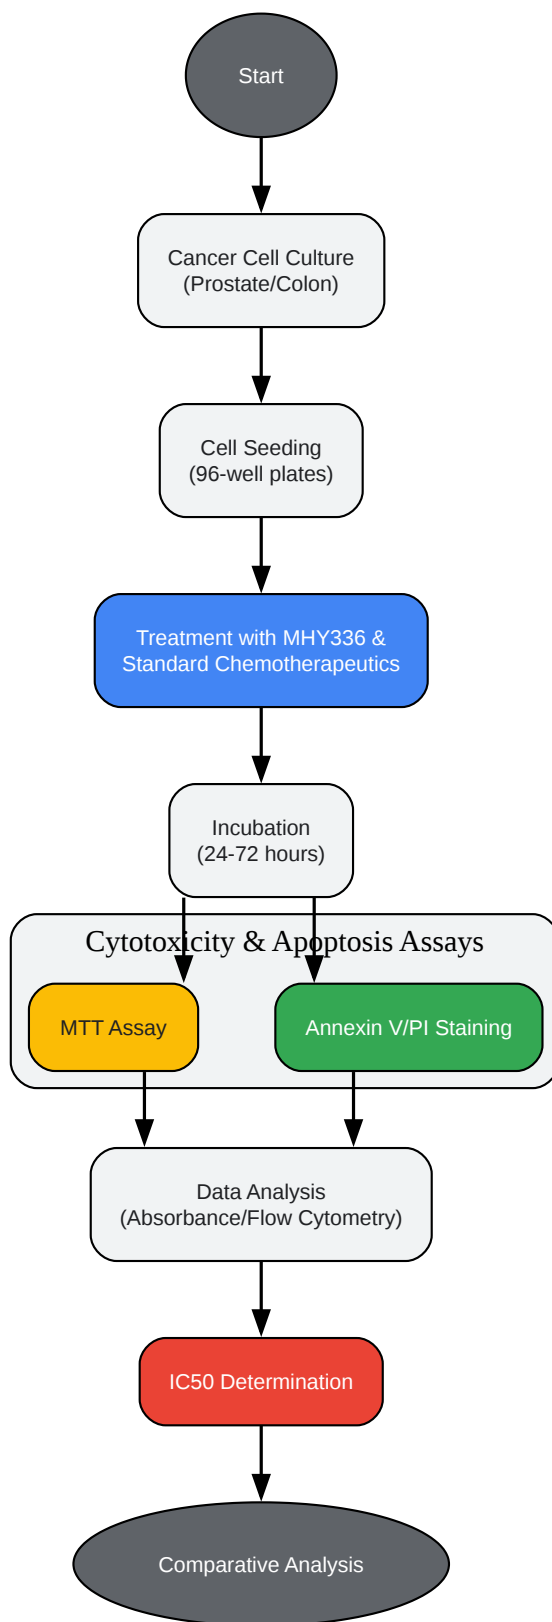 Start
Cancer Cell Culture
(Prostate/Colon)
Cell Seeding
(96-well plates)
Treatment with MHY336 &
Standard Chemotherapeutics
Incubation
(24-72 hours)
Cytotoxicity & Apoptosis Assays
MTT Assay
Annexin V/PI Staining
Data Analysis
(Absorbance/Flow Cytometry)
IC50 Determination
Comparative Analysis